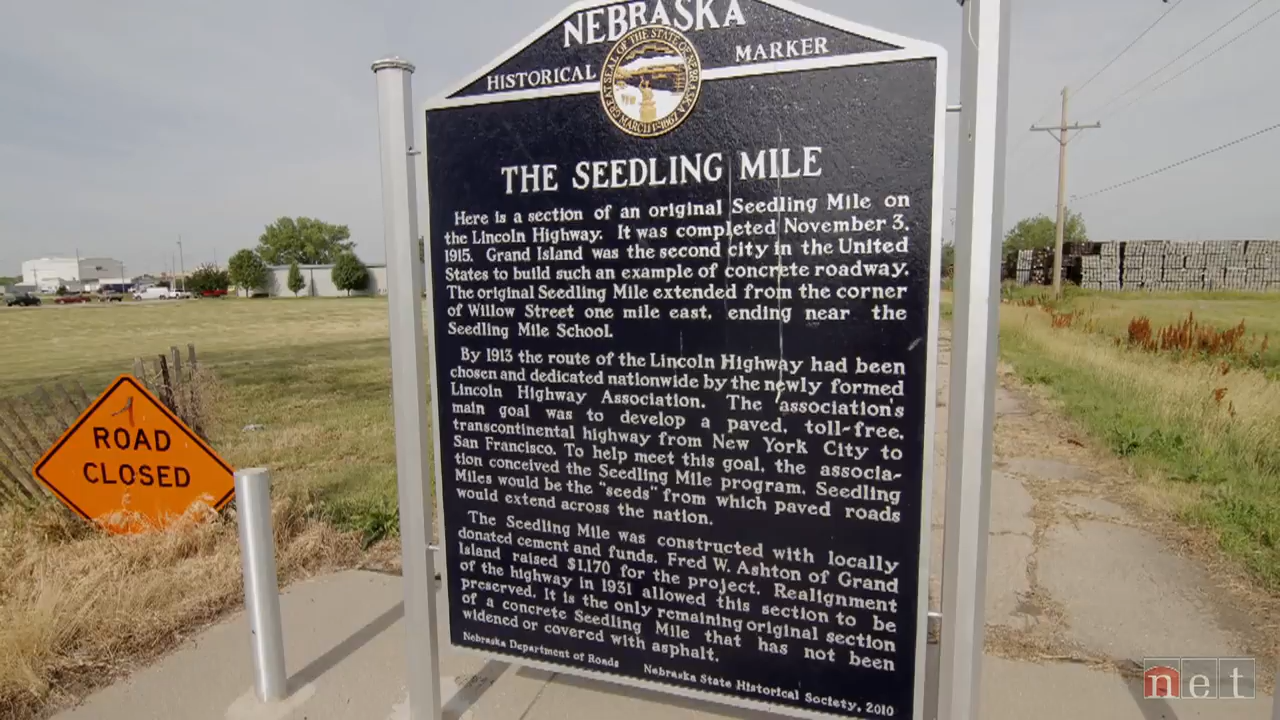 NEBRASKA
HISTORICAL MARKER
GREAT SEAL OF THE STATE OF NEBRASKA
MARCH 1ST 1867
THE SEEDLING MILE
Here is a section of an original Seedling Mile on
the Lincoln Highway. It was completed November 3,
1915. Grand Island was the second city in the United
States to build such an example of concrete roadway.
The original Seedling Mile extended from the corner
of Willow Street one mile east, ending near the
Seedling Mile School.
By 1913 the route of the Lincoln Highway had been
chosen and dedicated nationwide by the newly formed
Lincoln Highway Association. The association's
main goal was to develop a paved, toll-free,
transcontinental highway from New York City to
San Francisco. To help meet this goal, the associa-
tion conceived the Seedling Mile program. Seedling
Miles would be the "seeds" from which paved roads
would extend across the nation.
The Seedling Mile was constructed with locally
donated cement and funds. Fred W. Ashton of Grand
Island raised $1,170 for the project. Realignment
of the highway in 1931 allowed this section to be
preserved. It is the only remaining original section
of a concrete Seedling Mile that has not been
widened or covered with asphalt.
Nebraska Department of Roads Nebraska State Historical Society, 2010
ROAD
CLOSED
net